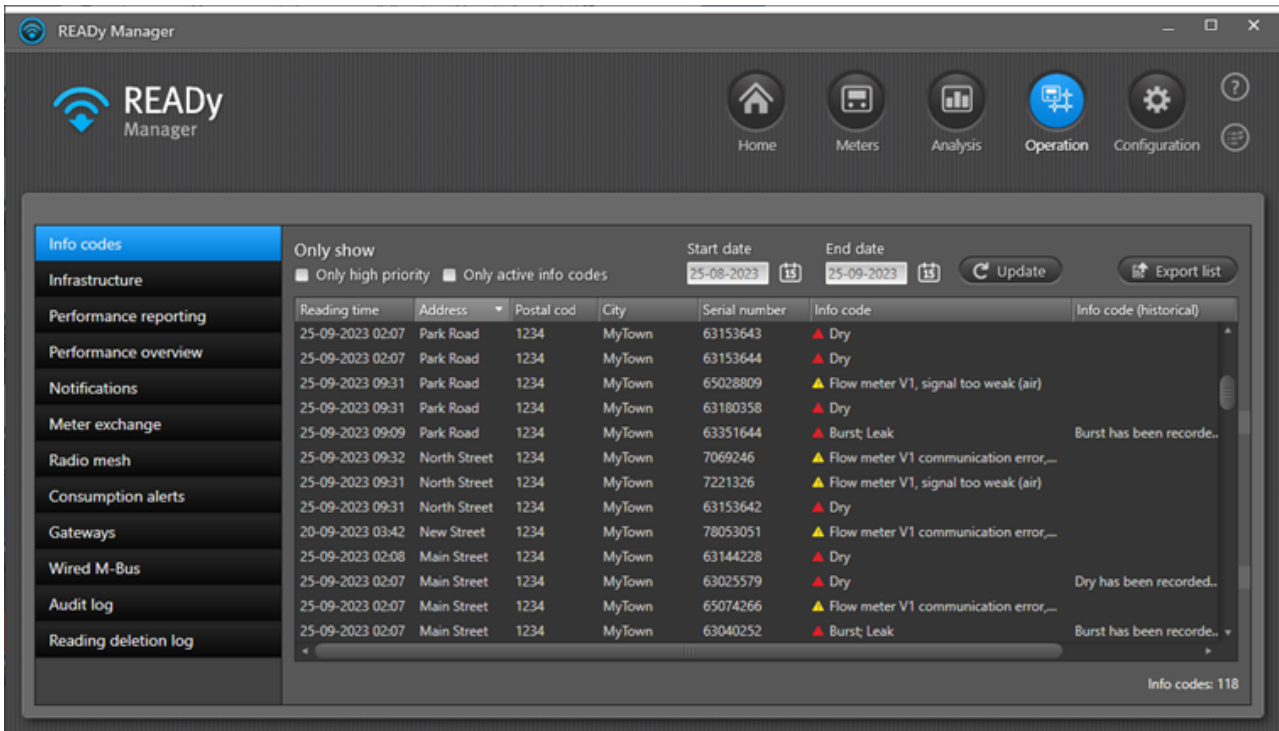 READy Manager
READy
Manager
Home
Meters
Analysis
Operation
Configuration
Info codes
Infrastructure
Performance reporting
Performance overview
Notifications
Meter exchange
Radio mesh
Consumption alerts
Gateways
Wired M-Bus
Audit log
Reading deletion log
Only show
Only high priority Only active info codes
Start date End date
25-08-2023 15 25-09-2023 15 Update Export list
Reading time Address Postal cod City Serial number Info code Info code (historical)
25-09-2023 02:07 Park Road 1234 MyTown 63153643 Dry
25-09-2023 02:07 Park Road 1234 MyTown 63153644 Dry
25-09-2023 09:31 Park Road 1234 MyTown 65028809 Flow meter V1, signal too weak (air)
25-09-2023 09:31 Park Road 1234 MyTown 63180358 Dry
25-09-2023 09:09 Park Road 1234 MyTown 63351644 Burst; Leak Burst has been recorde..
25-09-2023 09:32 North Street 1234 MyTown 7069246 Flow meter V1 communication error,...
25-09-2023 09:31 North Street 1234 MyTown 7221326 Flow meter V1, signal too weak (air)
25-09-2023 09:31 North Street 1234 MyTown 63153642 Dry
20-09-2023 03:42 New Street 1234 MyTown 78053051 Flow meter V1 communication error,...
25-09-2023 02:08 Main Street 1234 MyTown 63144228 Dry
25-09-2023 02:07 Main Street 1234 MyTown 63025579 Dry Dry has been recorded..
25-09-2023 02:07 Main Street 1234 MyTown 65074266 Flow meter V1 communication error,...
25-09-2023 02:07 Main Street 1234 MyTown 63040252 Burst; Leak Burst has been recorde..
Info codes: 118